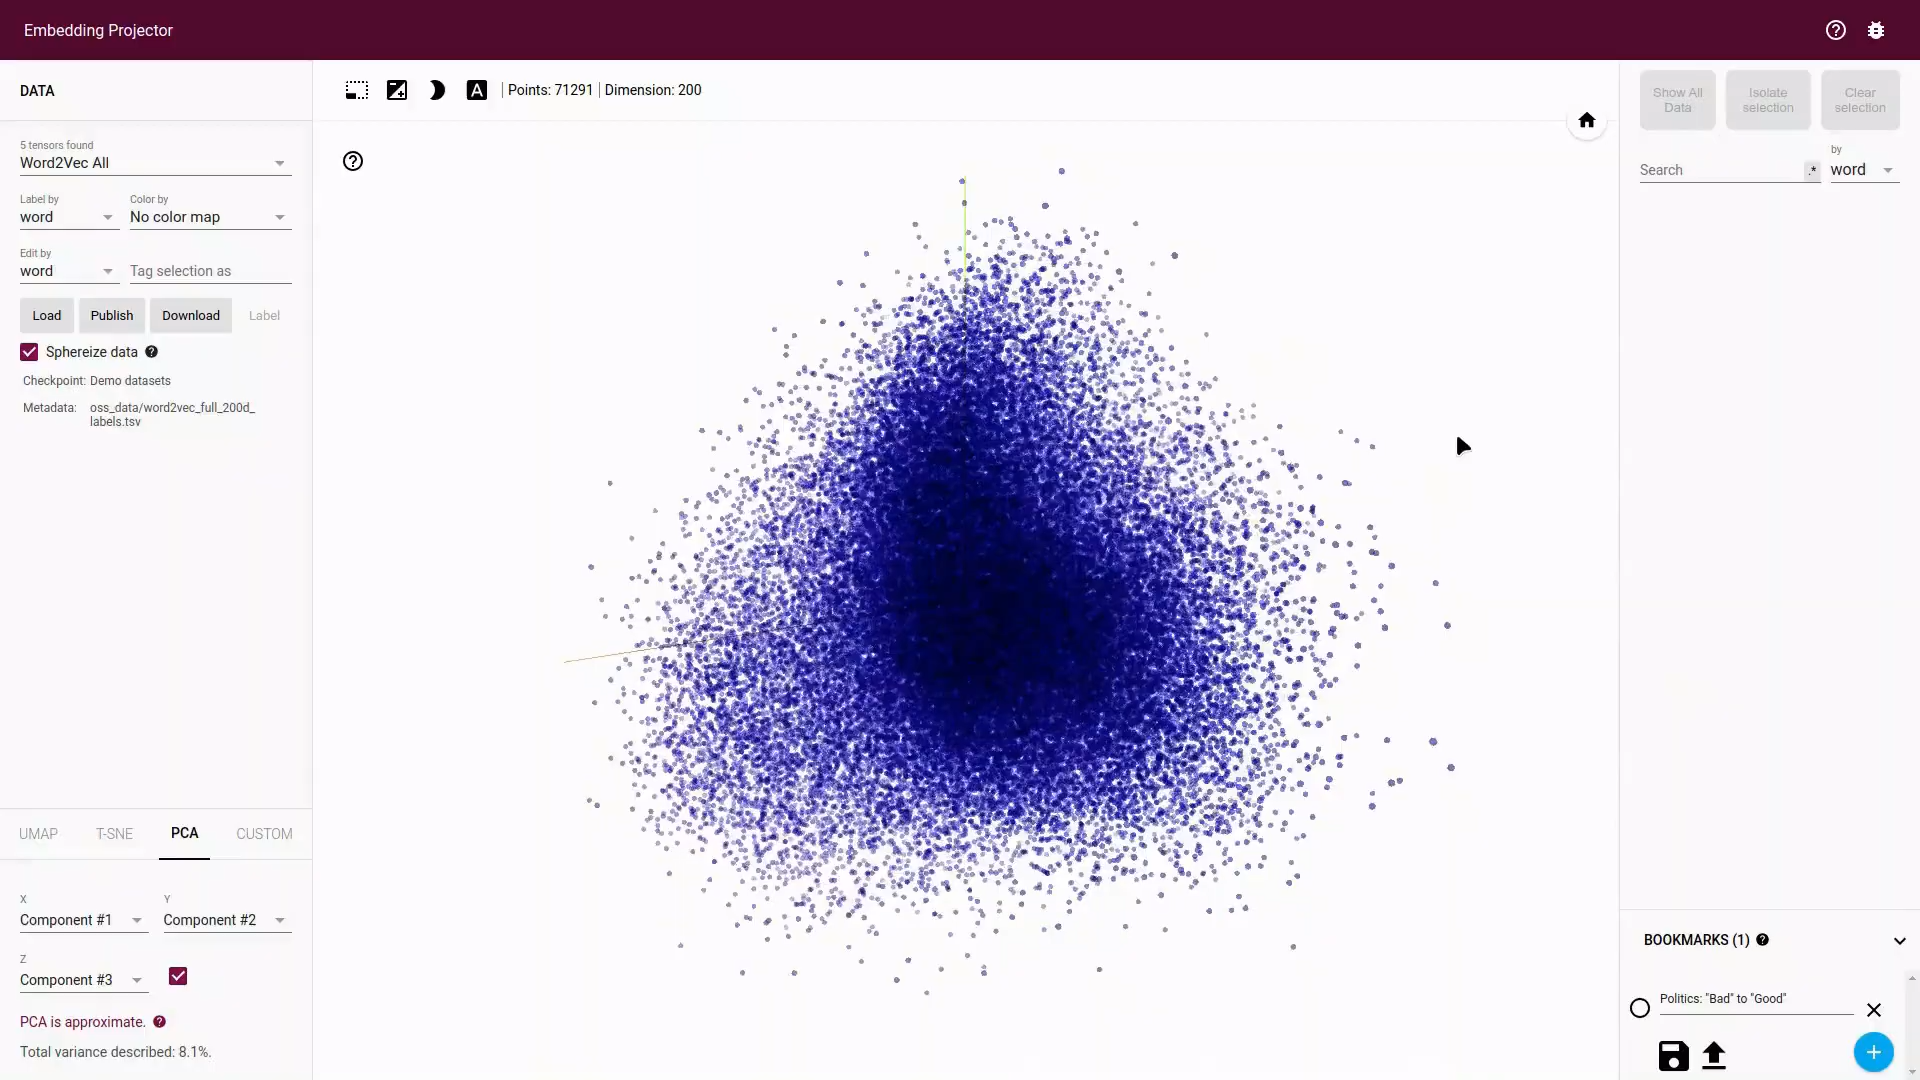 Embedding Projector
DATA
Points: 71291 | Dimension: 200
Show All Data
Isolate selection
Clear selection
5 tensors found
Word2Vec All
by
Search .* word
Label by Color by
word No color map
Edit by
word Tag selection as
Load Publish Download Label
Sphereize data
Checkpoint: Demo datasets
Metadata: oss_data/word2vec_full_200d_
labels.tsv
UMAP T-SNE PCA CUSTOM
X Y
Component #1 Component #2
Z
Component #3
PCA is approximate.
Total variance described: 8.1%.
BOOKMARKS (1)
Politics: "Bad" to "Good"